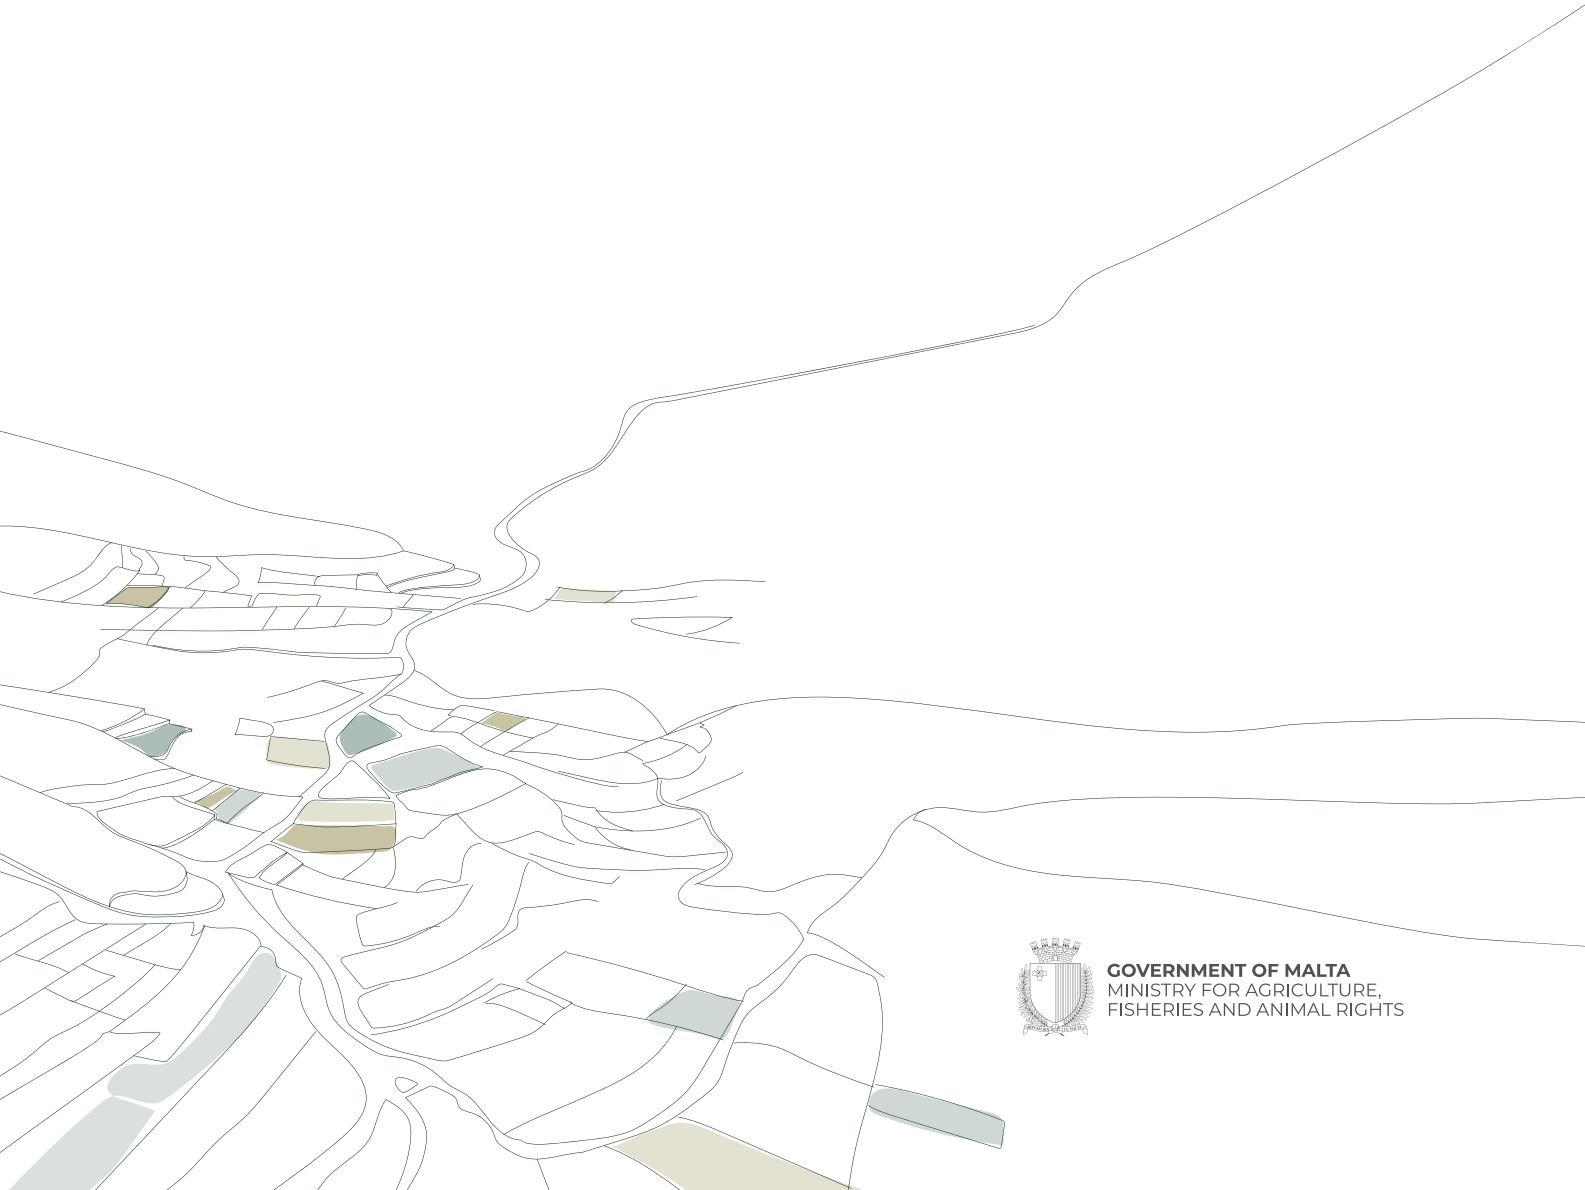 GOVERNMENT OF MALTA
MINISTRY FOR AGRICULTURE,
FISHERIES AND ANIMAL RIGHTS